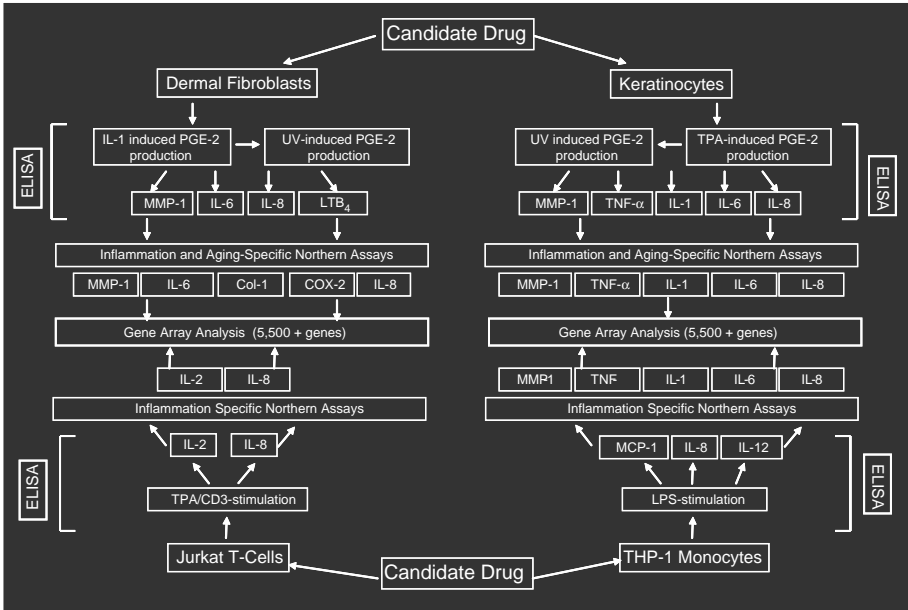 Candidate Drug
Dermal Fibroblasts
Keratinocytes
ELISA
IL-1 induced PGE-2
production
UV-induced PGE-2
production
UV induced PGE-2
production
TPA-induced PGE-2
production
ELISA
MMP-1
IL-6
IL-8
LTB4
MMP-1
TNF-α
IL-1
IL-6
IL-8
Inflammation and Aging-Specific Northern Assays
Inflammation and Aging-Specific Northern Assays
MMP-1
IL-6
Col-1
COX-2
IL-8
MMP-1
TNF-α
IL-1
IL-6
IL-8
Gene Array Analysis (5,500 + genes)
Gene Array Analysis (5,500 + genes)
IL-2
IL-8
MMP1
TNF
IL-1
IL-6
IL-8
Inflammation Specific Northern Assays
Inflammation Specific Northern Assays
ELISA
IL-2
IL-8
MCP-1
IL-8
IL-12
ELISA
TPA/CD3-stimulation
LPS-stimulation
Jurkat T-Cells
THP-1 Monocytes
Candidate Drug